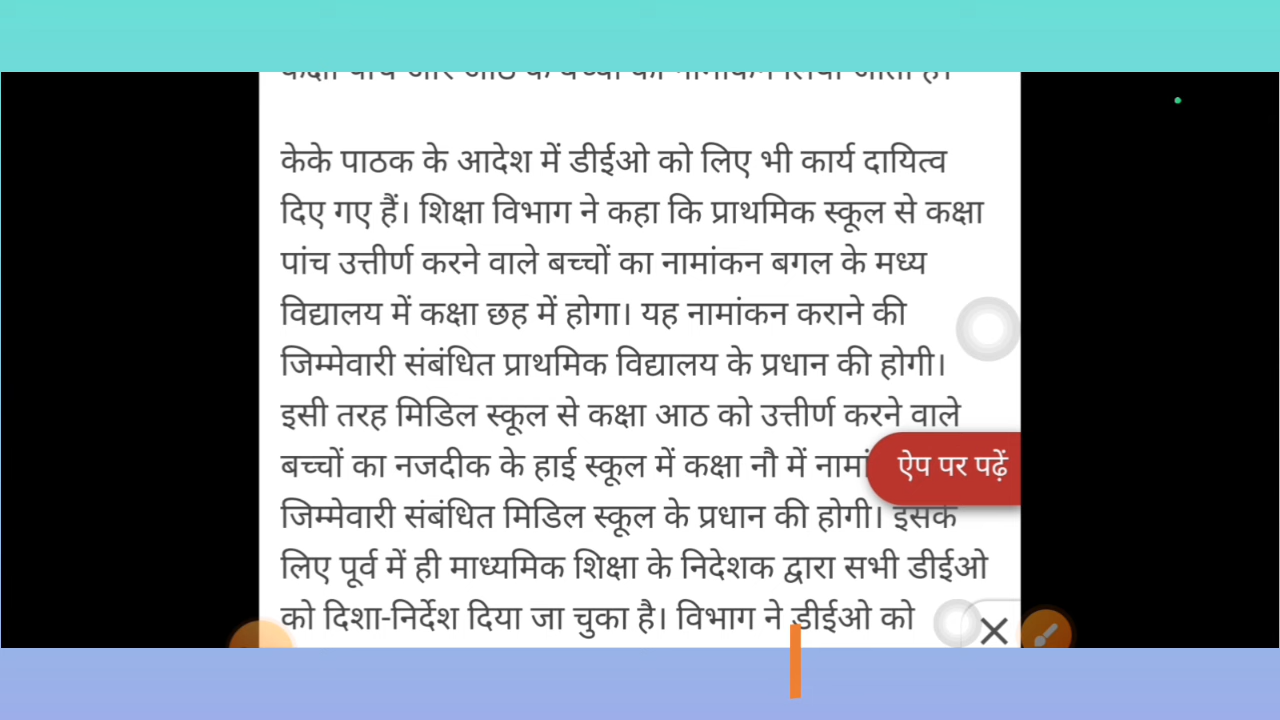 केके पाठक के आदेश में डीईओ को लिए भी कार्य दायित्व
दिए गए हैं। शिक्षा विभाग ने कहा कि प्राथमिक स्कूल से कक्षा
पांच उत्तीर्ण करने वाले बच्चों का नामांकन बगल के मध्य
विद्यालय में कक्षा छह में होगा। यह नामांकन कराने की
जिम्मेवारी संबंधित प्राथमिक विद्यालय के प्रधान की होगी।
इसी तरह मिडिल स्कूल से कक्षा आठ को उत्तीर्ण करने वाले
बच्चों का नजदीक के हाई स्कूल में कक्षा नौ में
ऐप पर पढ़ें
जिम्मेवारी संबंधित मिडिल स्कूल के प्रधान की होगी। इसके
लिए पूर्व में ही माध्यमिक शिक्षा के निदेशक द्वारा सभी डीईओ
को दिशा-निर्देश दिया जा चुका है। विभाग ने डीईओ को